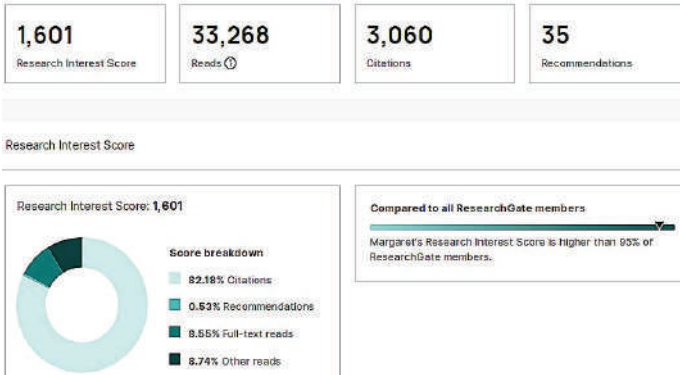 1,601
Research Interest Score
33,268
Reads
3,060
Citations
35
Recommendations
Research Interest Score
Research Interest Score: 1,601
Score breakdown
82.18% Citations
0.53% Recommendations
8.55% Full-text reads
8.74% Other reads
Compared to all ResearchGate members
Margaret's Research Interest Score is higher than 95% of
ResearchGate members.